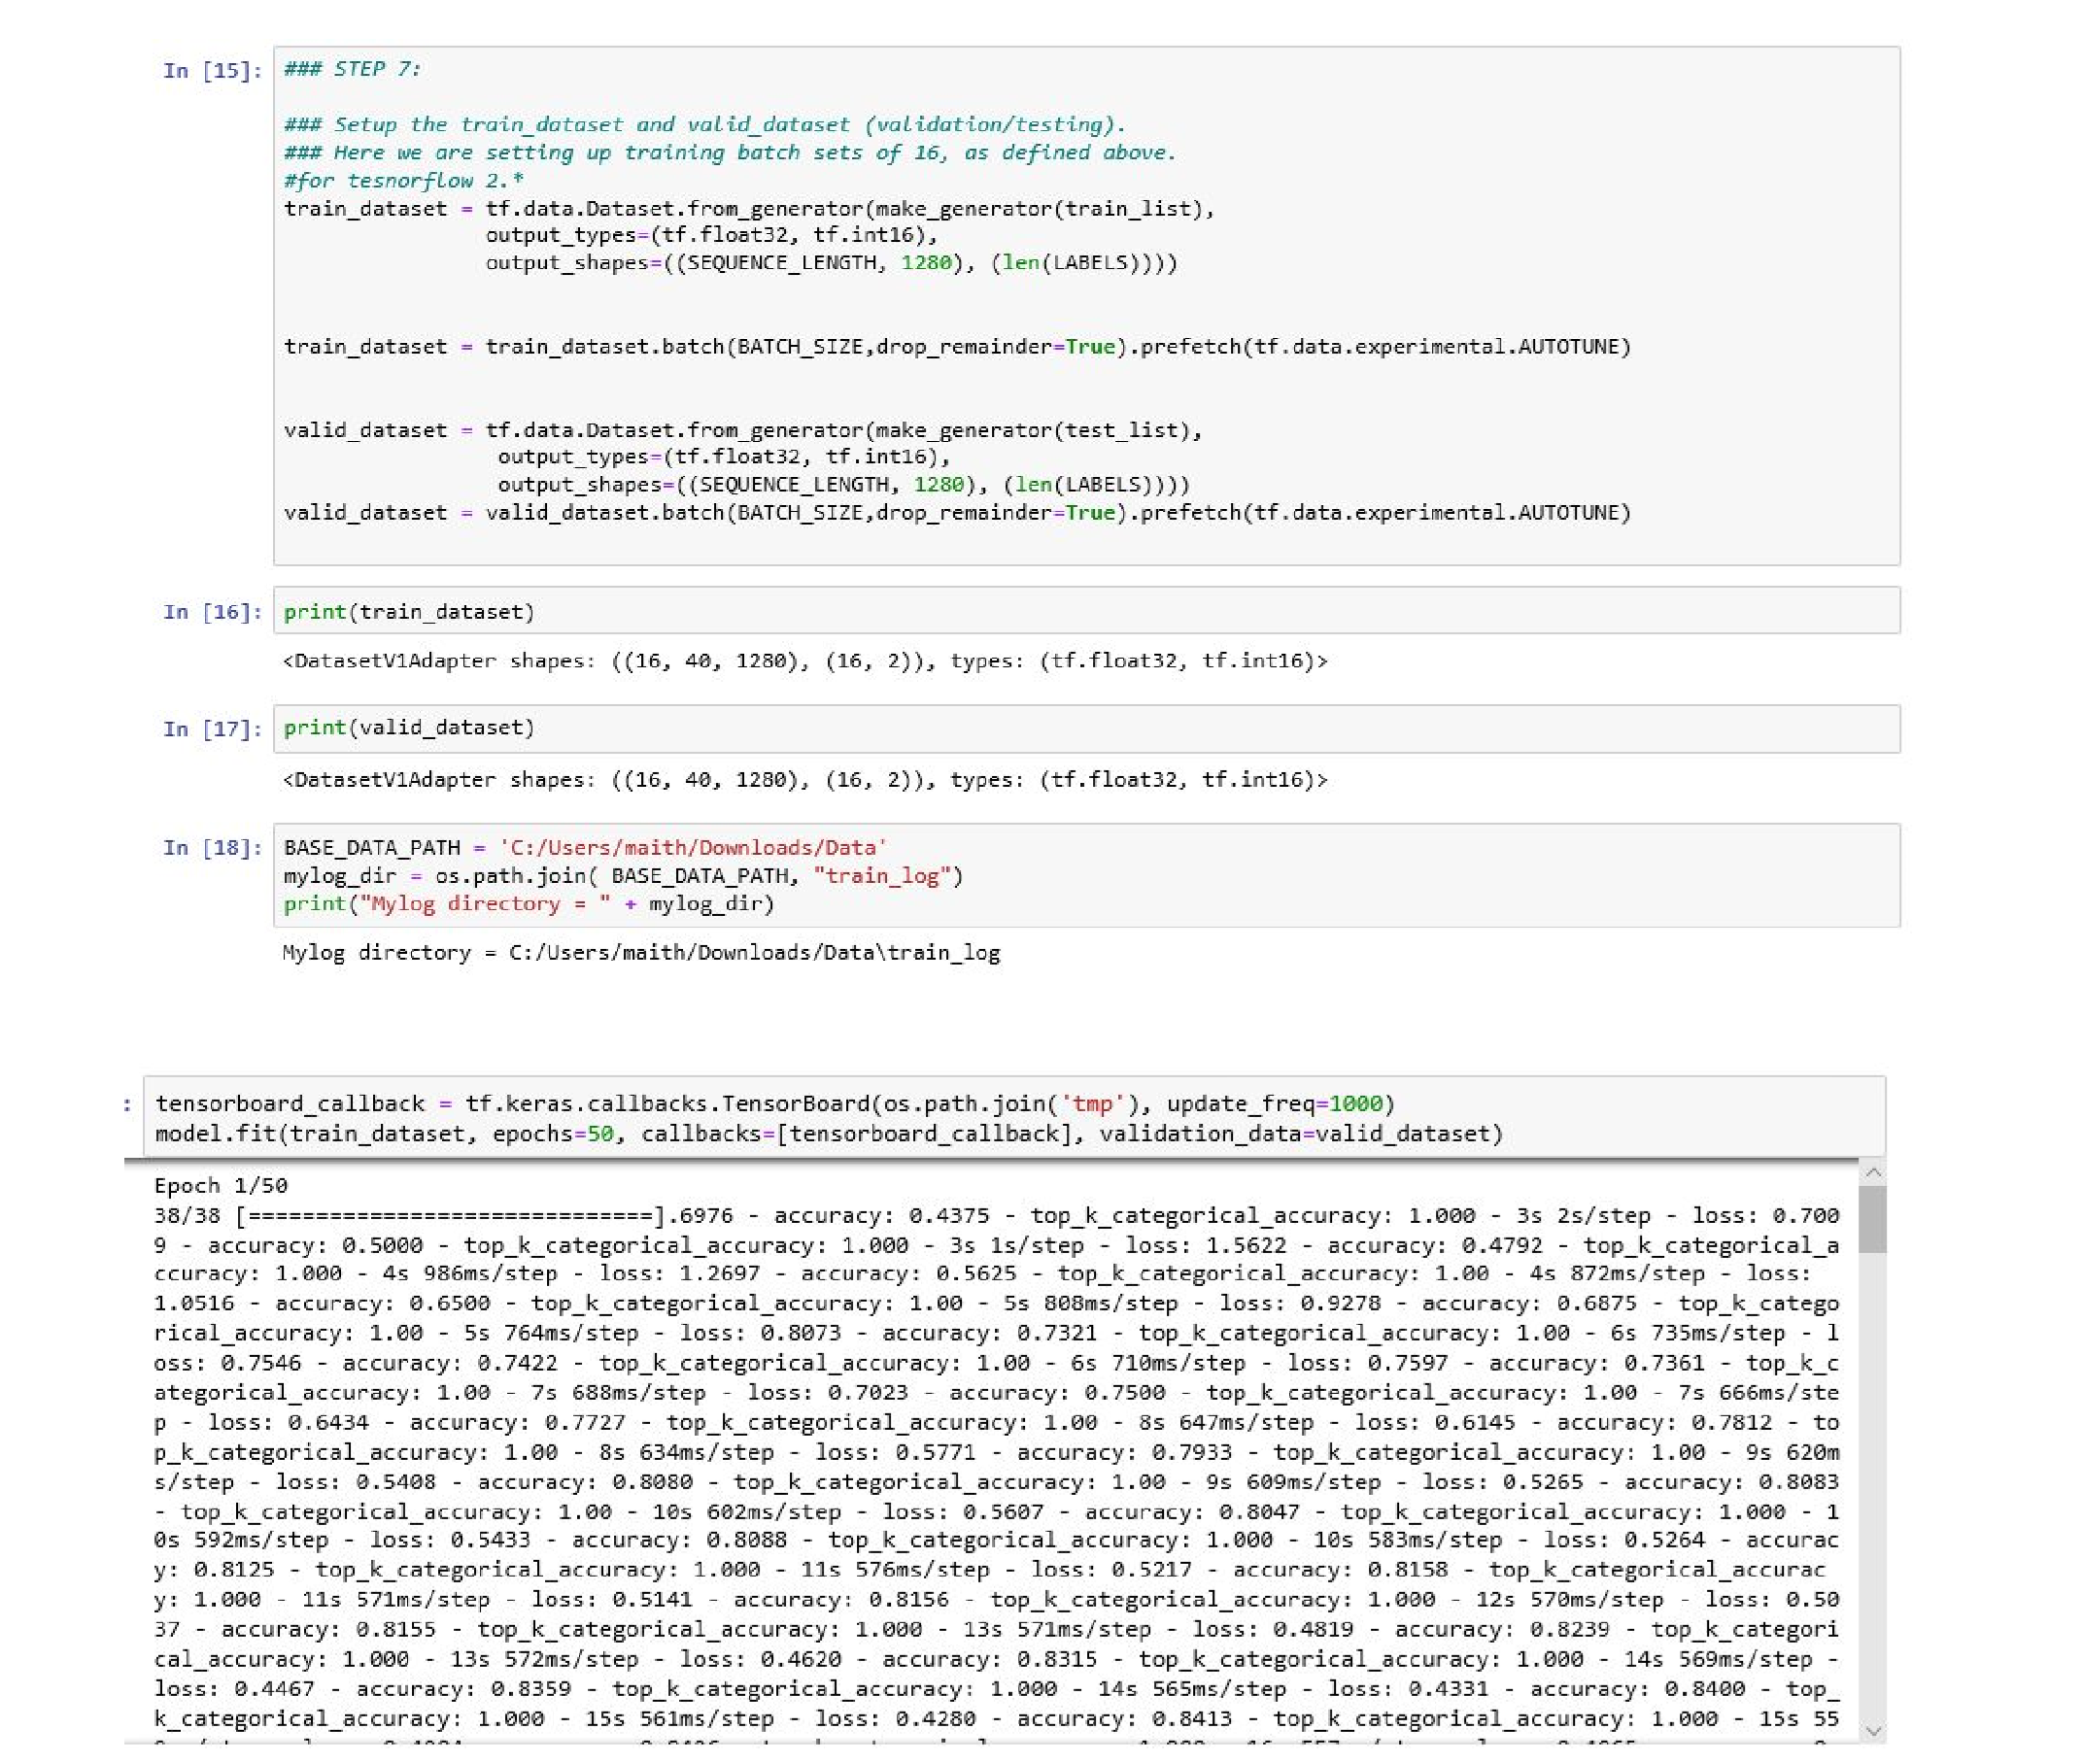 In [15]: ### STEP 7:
### Setup the train_dataset and valid_dataset (validation/testing).
### Here we are setting up training batch sets of 16, as defined above.
#for tesnorflow 2.*
train_dataset = tf.data.Dataset.from_generator(make_generator(train_list),
output_types=(tf.float32, tf.int16),
output_shapes=((SEQUENCE_LENGTH, 1280), (len(LABELS))))
train_dataset = train_dataset.batch(BATCH_SIZE,drop_remainder=True).prefetch(tf.data.experimental.AUTOTUNE)
valid_dataset = tf.data.Dataset.from_generator(make_generator(test_list),
output_types=(tf.float32, tf.int16),
output_shapes=((SEQUENCE_LENGTH, 1280), (len(LABELS))))
valid_dataset = valid_dataset.batch(BATCH_SIZE,drop_remainder=True).prefetch(tf.data.experimental.AUTOTUNE)
In [16]: print(train_dataset)
<DatasetV1Adapter shapes: ((16, 40, 1280), (16, 2)), types: (tf.float32, tf.int16)>
In [17]: print(valid_dataset)
<DatasetV1Adapter shapes: ((16, 40, 1280), (16, 2)), types: (tf.float32, tf.int16)>
In [18]: BASE_DATA_PATH = 'C:/Users/maith/Downloads/Data'
mylog_dir = os.path.join( BASE_DATA_PATH, "train_log")
print("Mylog directory = " + mylog_dir)
Mylog directory = C:/Users/maith/Downloads/Data\train_log
: tensorboard_callback = tf.keras.callbacks.TensorBoard(os.path.join('tmp'), update_freq=1000)
model.fit(train_dataset, epochs=50, callbacks=[tensorboard_callback], validation_data=valid_dataset)
Epoch 1/50
38/38 [==============================].6976 - accuracy: 0.4375 - top_k_categorical_accuracy: 1.000 - 3s 2s/step - loss: 0.700
9 - accuracy: 0.5000 - top_k_categorical_accuracy: 1.000 - 3s 1s/step - loss: 1.5622 - accuracy: 0.4792 - top_k_categorical_a
ccuracy: 1.000 - 4s 986ms/step - loss: 1.2697 - accuracy: 0.5625 - top_k_categorical_accuracy: 1.00 - 4s 872ms/step - loss:
1.0516 - accuracy: 0.6500 - top_k_categorical_accuracy: 1.00 - 5s 808ms/step - loss: 0.9278 - accuracy: 0.6875 - top_k_catego
rical_accuracy: 1.00 - 5s 764ms/step - loss: 0.8073 - accuracy: 0.7321 - top_k_categorical_accuracy: 1.00 - 6s 735ms/step - l
oss: 0.7546 - accuracy: 0.7422 - top_k_categorical_accuracy: 1.00 - 6s 710ms/step - loss: 0.7597 - accuracy: 0.7361 - top_k_c
ategorical_accuracy: 1.00 - 7s 688ms/step - loss: 0.7023 - accuracy: 0.7500 - top_k_categorical_accuracy: 1.00 - 7s 666ms/ste
p - loss: 0.6434 - accuracy: 0.7727 - top_k_categorical_accuracy: 1.00 - 8s 647ms/step - loss: 0.6145 - accuracy: 0.7812 - to
p_k_categorical_accuracy: 1.00 - 8s 634ms/step - loss: 0.5771 - accuracy: 0.7933 - top_k_categorical_accuracy: 1.00 - 9s 620m
s/step - loss: 0.5408 - accuracy: 0.8080 - top_k_categorical_accuracy: 1.00 - 9s 609ms/step - loss: 0.5265 - accuracy: 0.8083
- top_k_categorical_accuracy: 1.00 - 10s 602ms/step - loss: 0.5607 - accuracy: 0.8047 - top_k_categorical_accuracy: 1.000 - 1
0s 592ms/step - loss: 0.5433 - accuracy: 0.8088 - top_k_categorical_accuracy: 1.000 - 10s 583ms/step - loss: 0.5264 - accurac
y: 0.8125 - top_k_categorical_accuracy: 1.000 - 11s 576ms/step - loss: 0.5217 - accuracy: 0.8158 - top_k_categorical_accurac
y: 1.000 - 11s 571ms/step - loss: 0.5141 - accuracy: 0.8156 - top_k_categorical_accuracy: 1.000 - 12s 570ms/step - loss: 0.50
37 - accuracy: 0.8155 - top_k_categorical_accuracy: 1.000 - 13s 571ms/step - loss: 0.4819 - accuracy: 0.8239 - top_k_categori
cal_accuracy: 1.000 - 13s 572ms/step - loss: 0.4620 - accuracy: 0.8315 - top_k_categorical_accuracy: 1.000 - 14s 569ms/step -
loss: 0.4467 - accuracy: 0.8359 - top_k_categorical_accuracy: 1.000 - 14s 565ms/step - loss: 0.4331 - accuracy: 0.8400 - top_
k_categorical_accuracy: 1.000 - 15s 561ms/step - loss: 0.4280 - accuracy: 0.8413 - top_k_categorical_accuracy: 1.000 - 15s 55